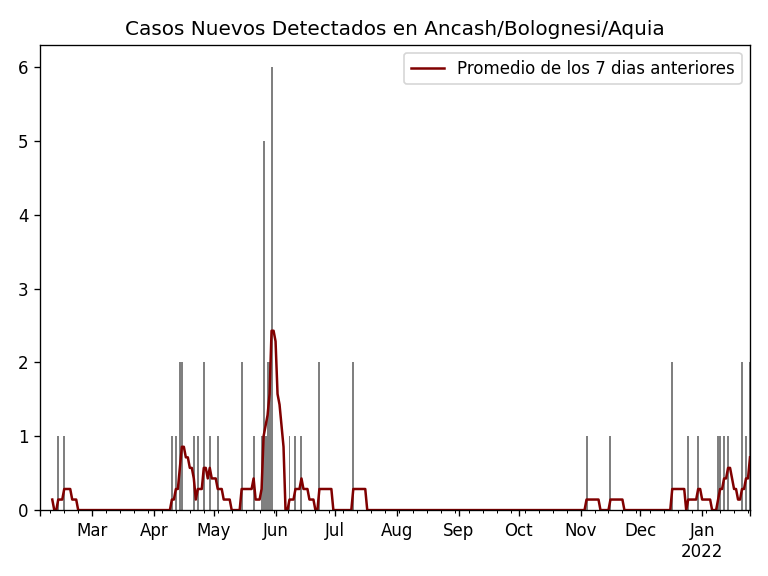 Casos Nuevos Detectados en Ancash/Bolognesi/Aquia
Promedio de los 7 dias anteriores
6
5
4
3
2
1
0
Mar Apr May Jun Jul Aug Sep Oct Nov Dec Jan
2022